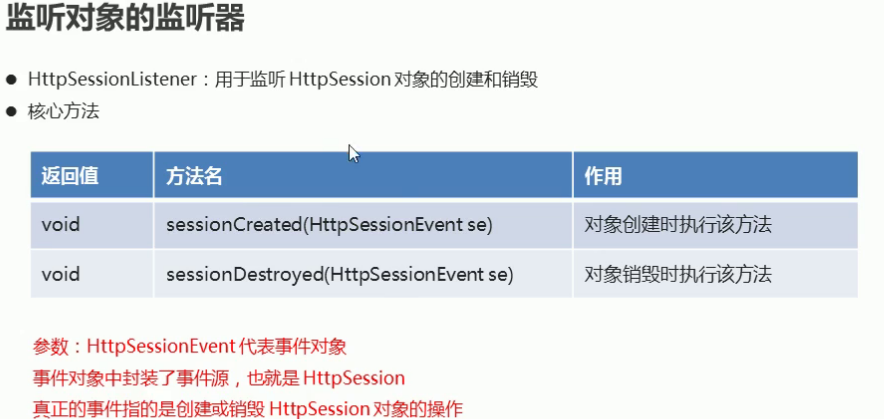 监听对象的监听器
● HttpSessionListener：用于监听 HttpSession 对象的创建和销毁
● 核心方法
返回值 方法名 作用
void sessionCreated(HttpSessionEvent se) 对象创建时执行该方法
void sessionDestroyed(HttpSessionEvent se) 对象销毁时执行该方法
参数：HttpSessionEvent 代表事件对象
事件对象中封装了事件源，也就是 HttpSession
真正的事件指的是创建或销毁 HttpSession 对象的操作